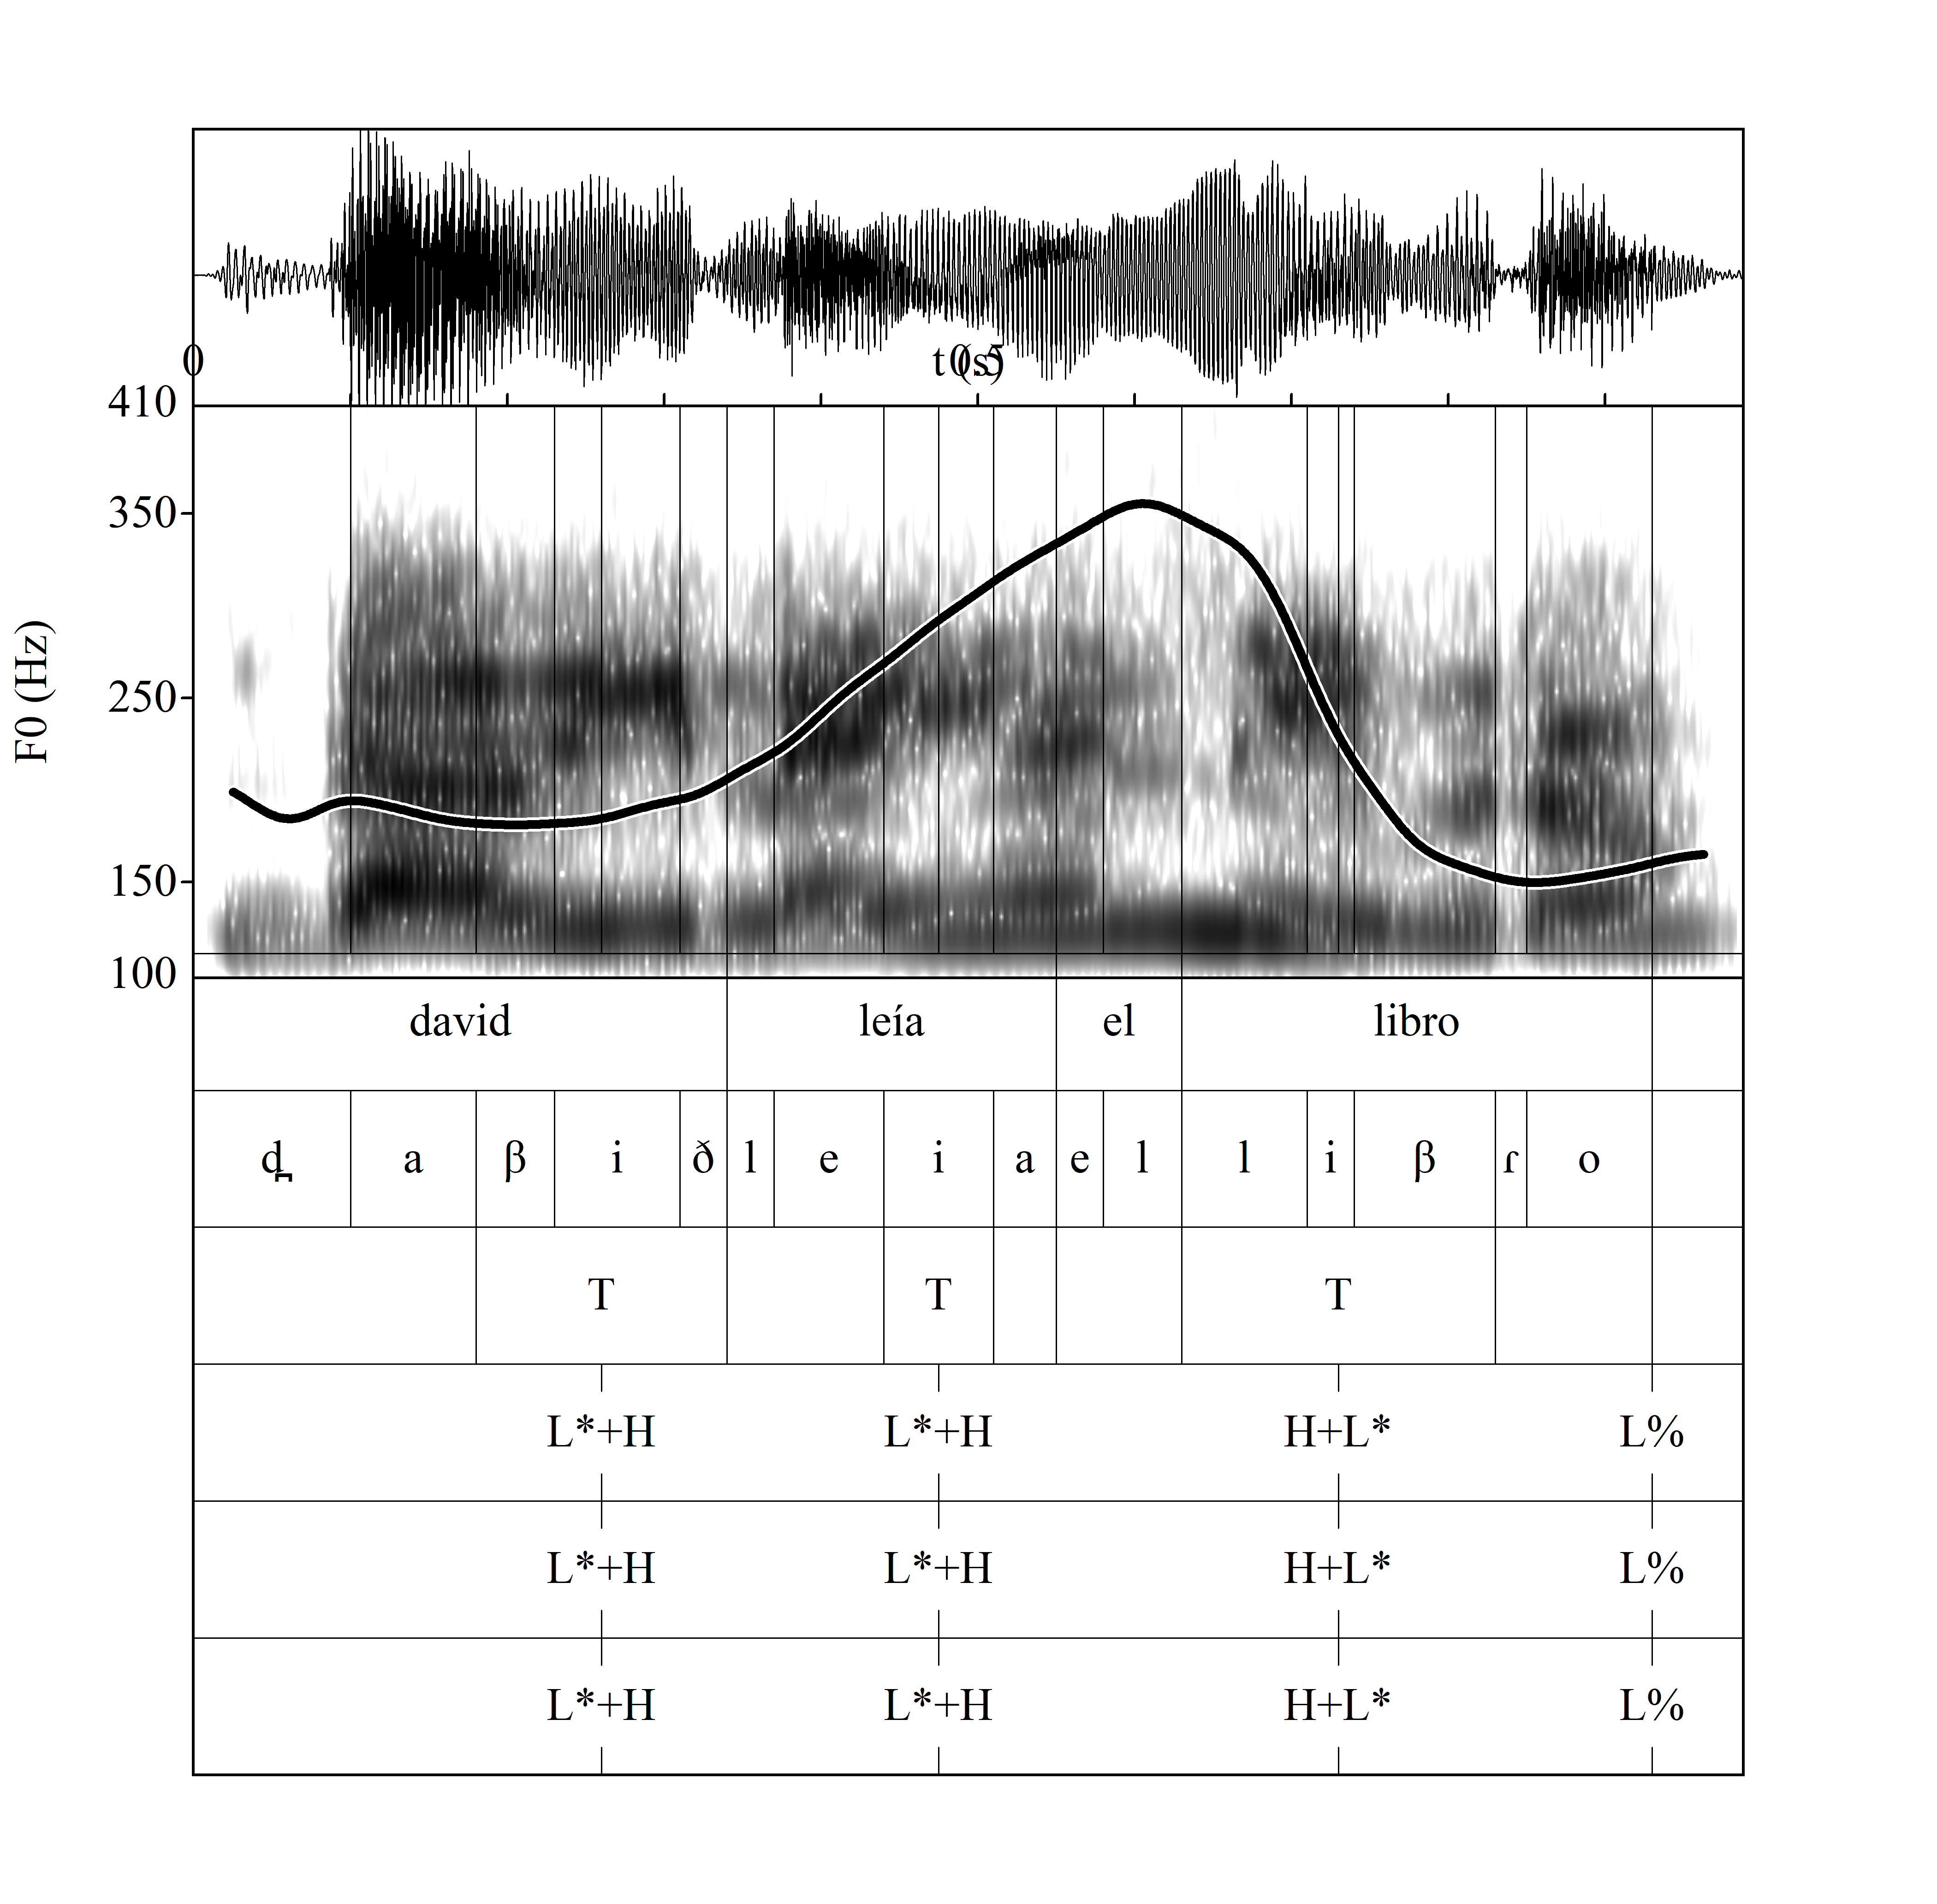 0 t (s) 0.5
410
350
250
150
100
F0 (Hz)
david leía el libro
d̪ a β i ð l e i a e l l i β ɾ o
T T T
L*+H L*+H H+L* L%
L*+H L*+H H+L* L%
L*+H L*+H H+L* L%